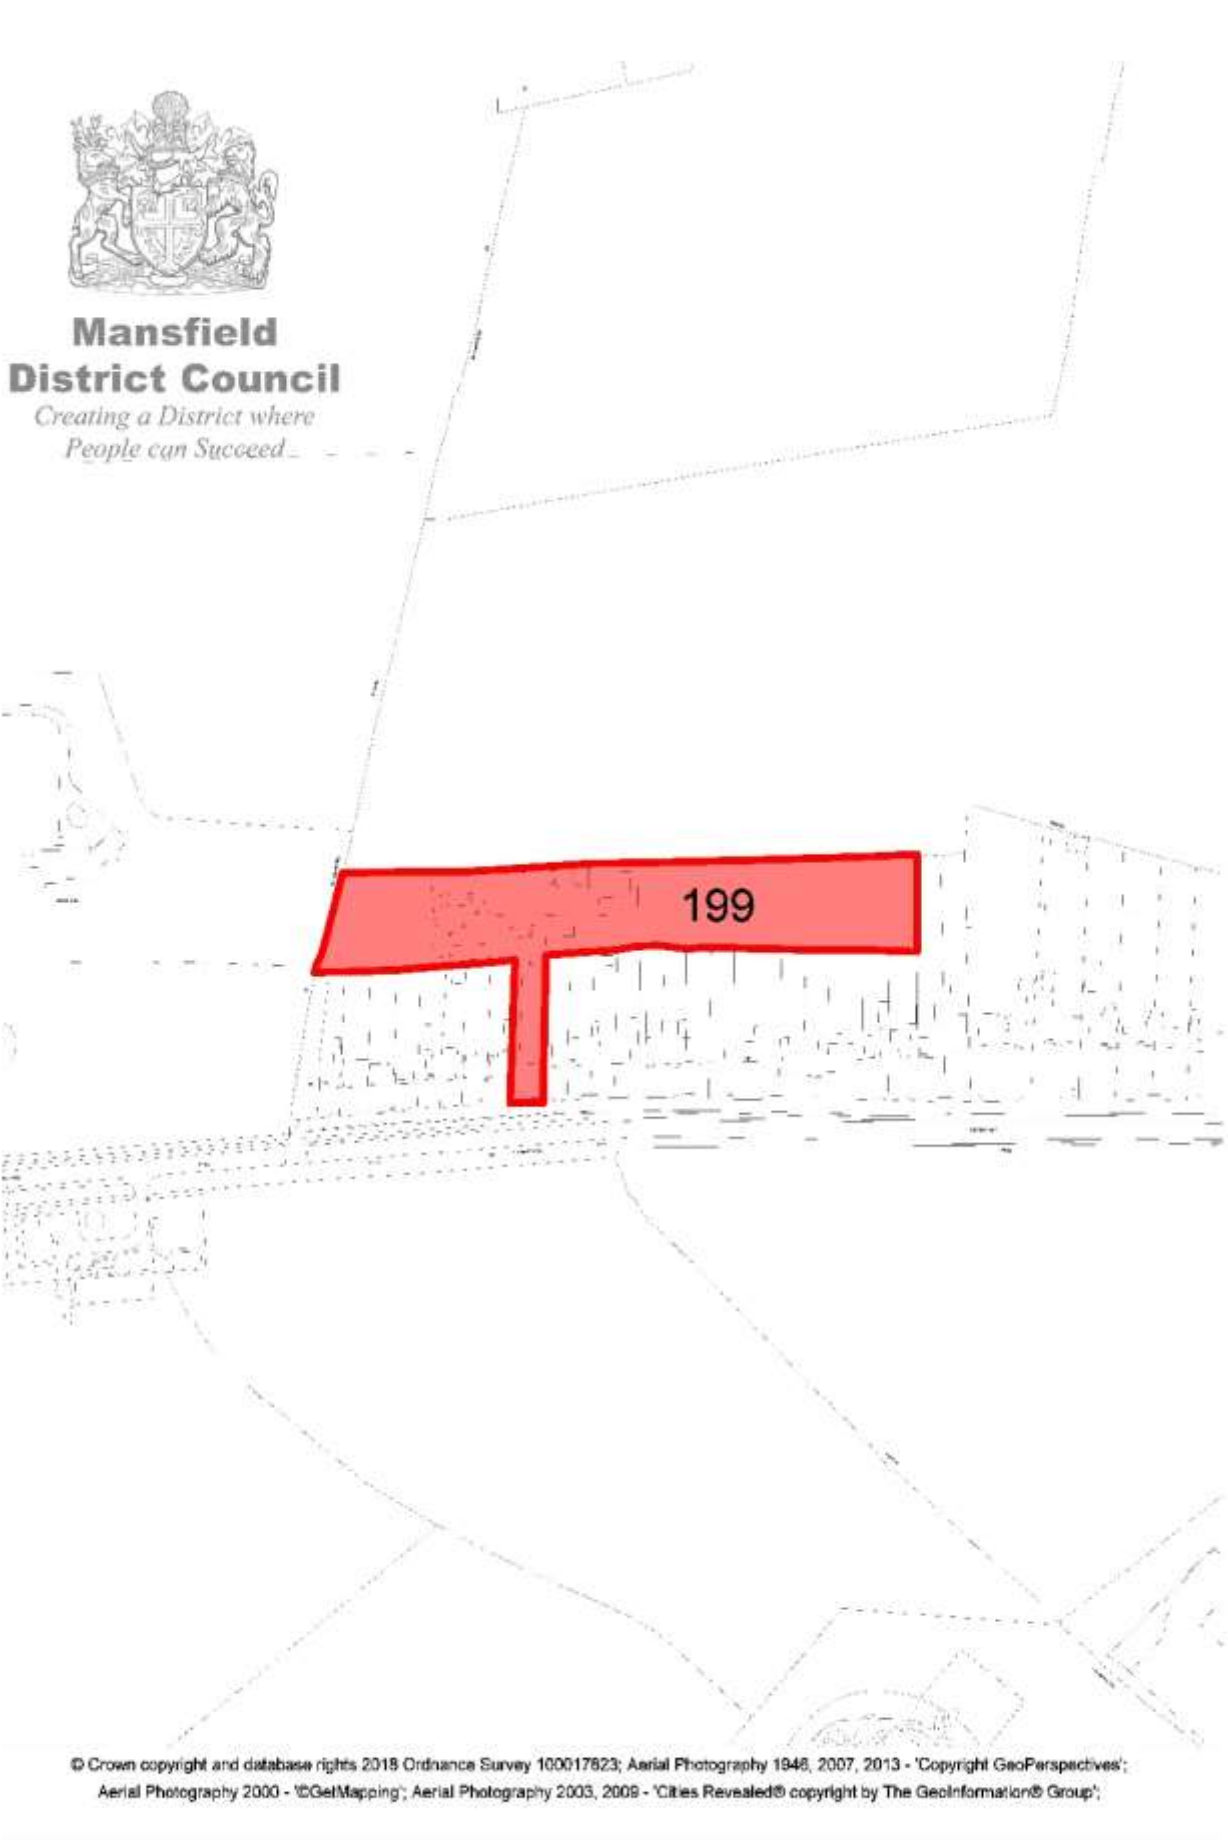 Mansfield
District Council
Creating a District where
People can Succeed
199
© Crown copyright and database rights 2018 Ordnance Survey 100017823; Aerial Photography 1946, 2007, 2013 - 'Copyright GeoPerspectives';
Aerial Photography 2000 - '©GetMapping'; Aerial Photography 2003, 2009 - 'Cities Revealed® copyright by The GeoInformation® Group';